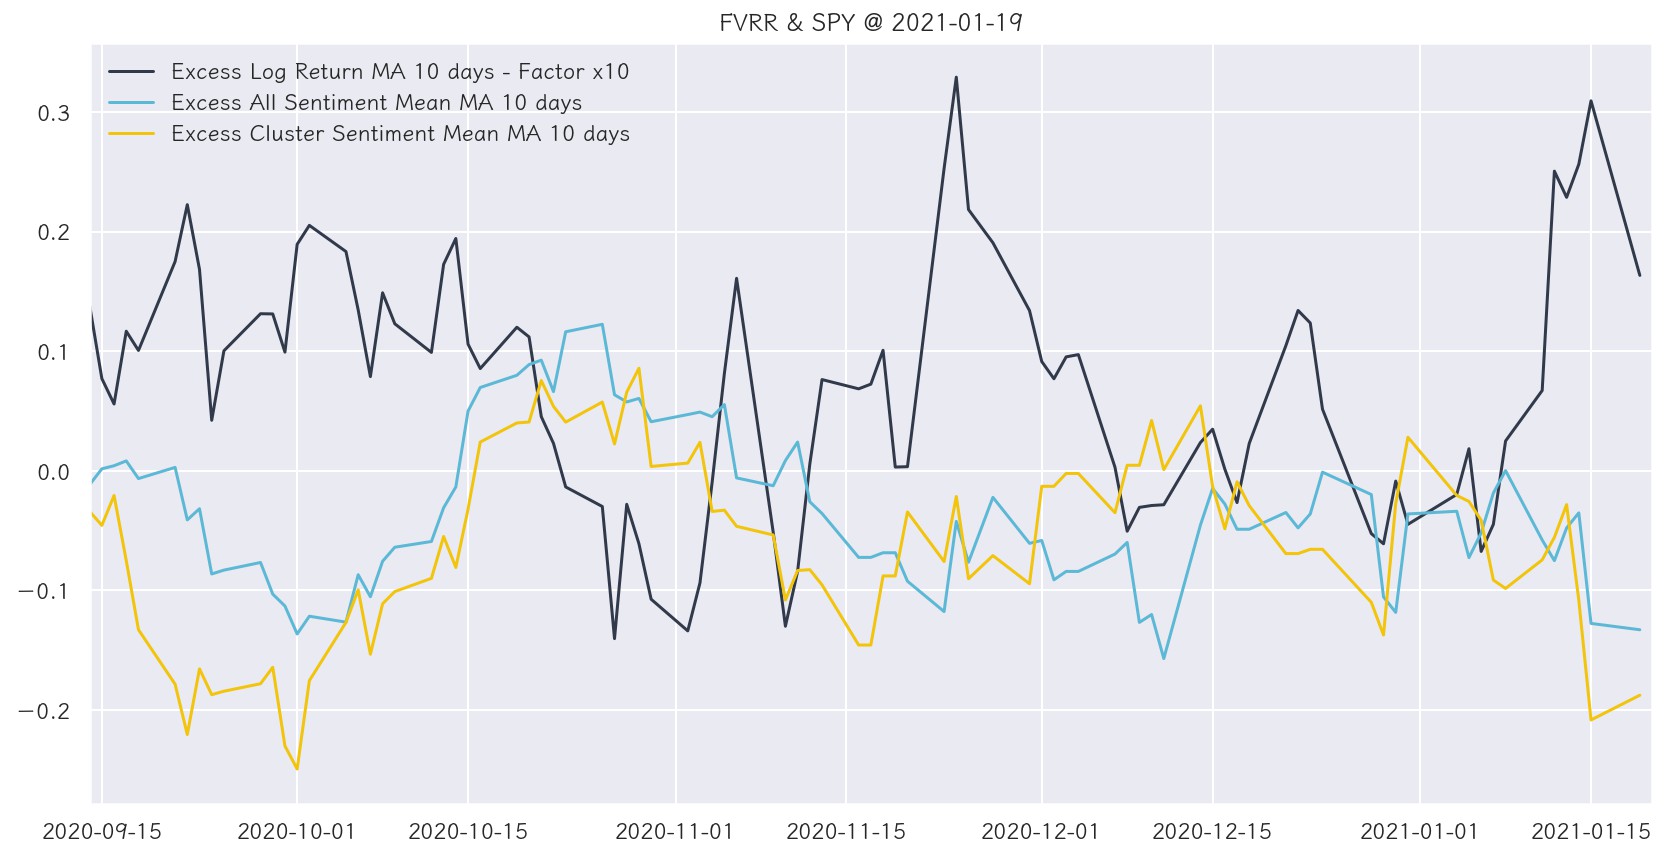 FVRR & SPY @ 2021-01-19
Excess Log Return MA 10 days - Factor x10
Excess All Sentiment Mean MA 10 days
Excess Cluster Sentiment Mean MA 10 days
0.3
0.2
0.1
0.0
−0.1
−0.2
2020-09-15 2020-10-01 2020-10-15 2020-11-01 2020-11-15 2020-12-01 2020-12-15 2021-01-01 2021-01-15